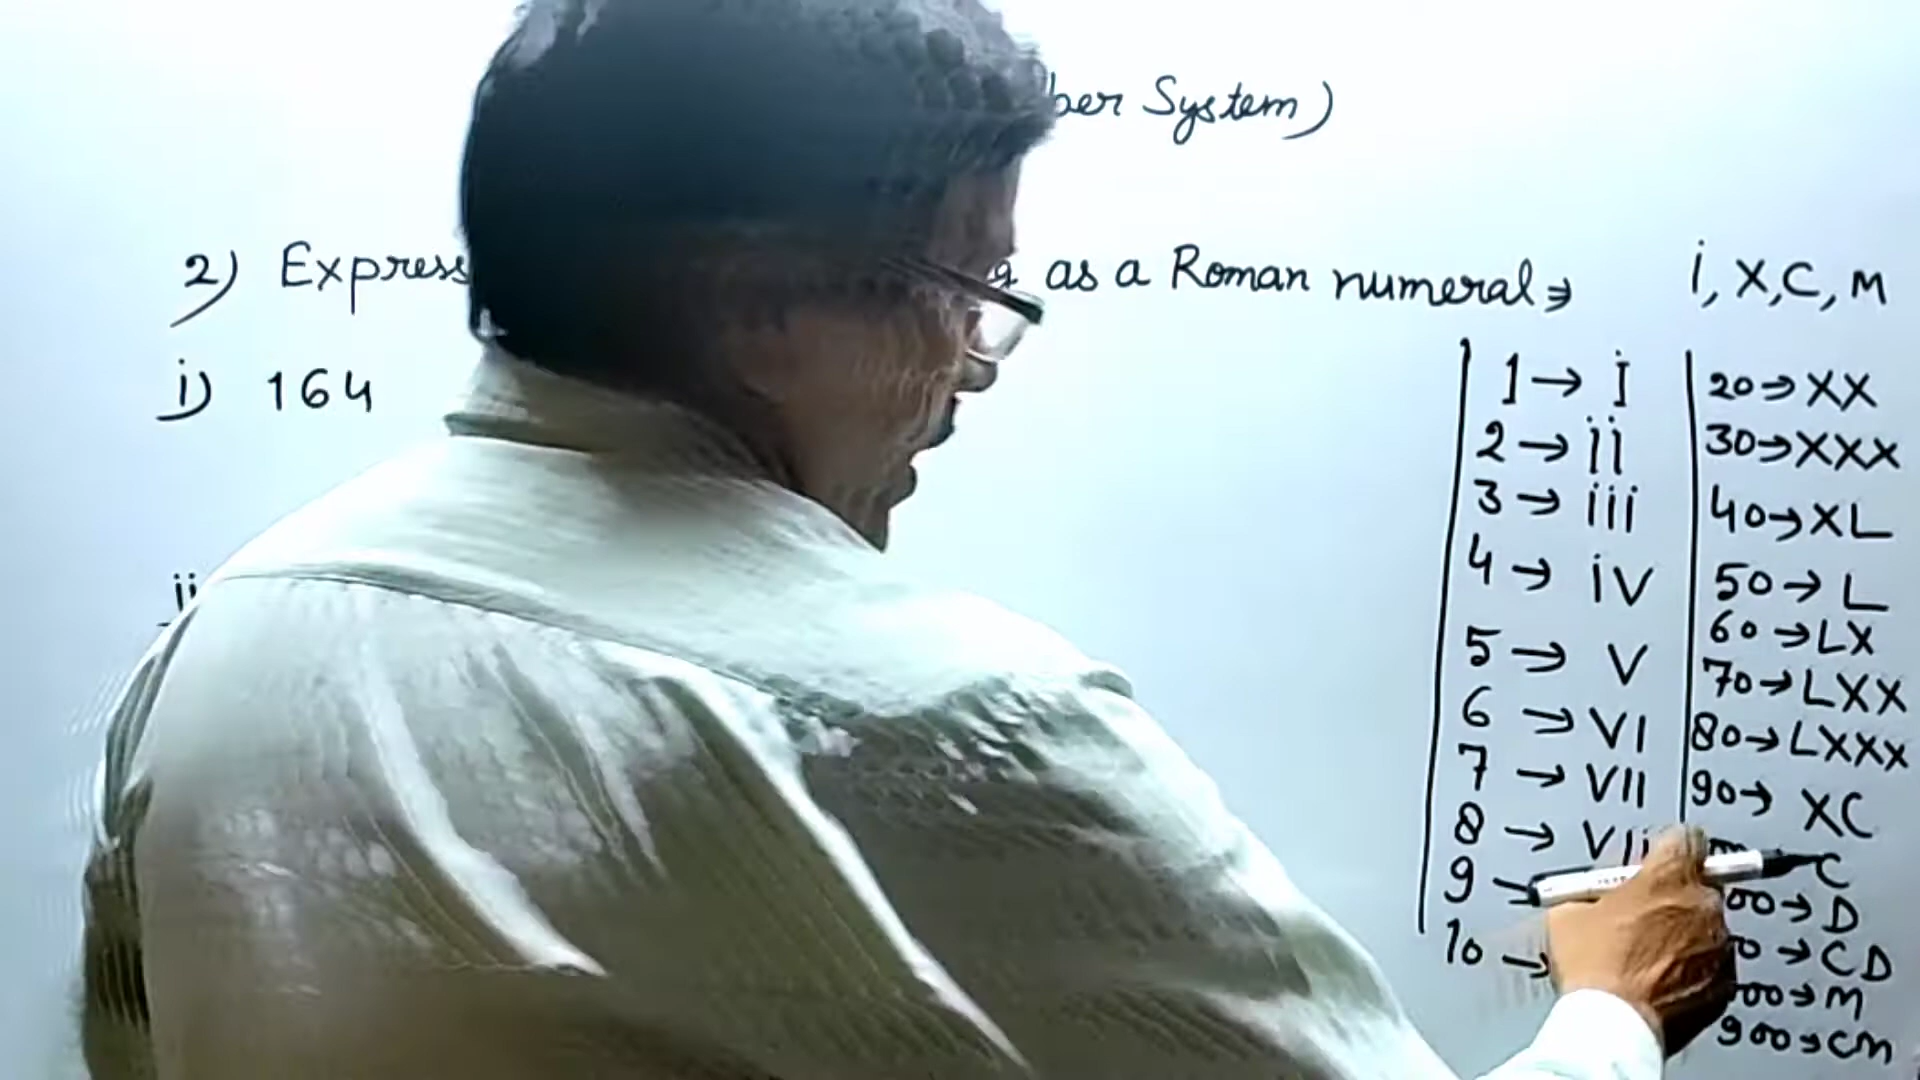 System)
2) Express as a Roman numeral⇒ i, X, C, M
i) 164
ii
1 → i
2 → ii
3 → iii
4 → iv
5 → V
6 → VI
7 → VII
8 →
9
10 →
20 → XX
30 → XXX
40 → XL
50 → L
60 → LX
70 → LXX
80 → LXXX
90 → XC
C
00 → D
0 → CD
000 → M
900 → CM